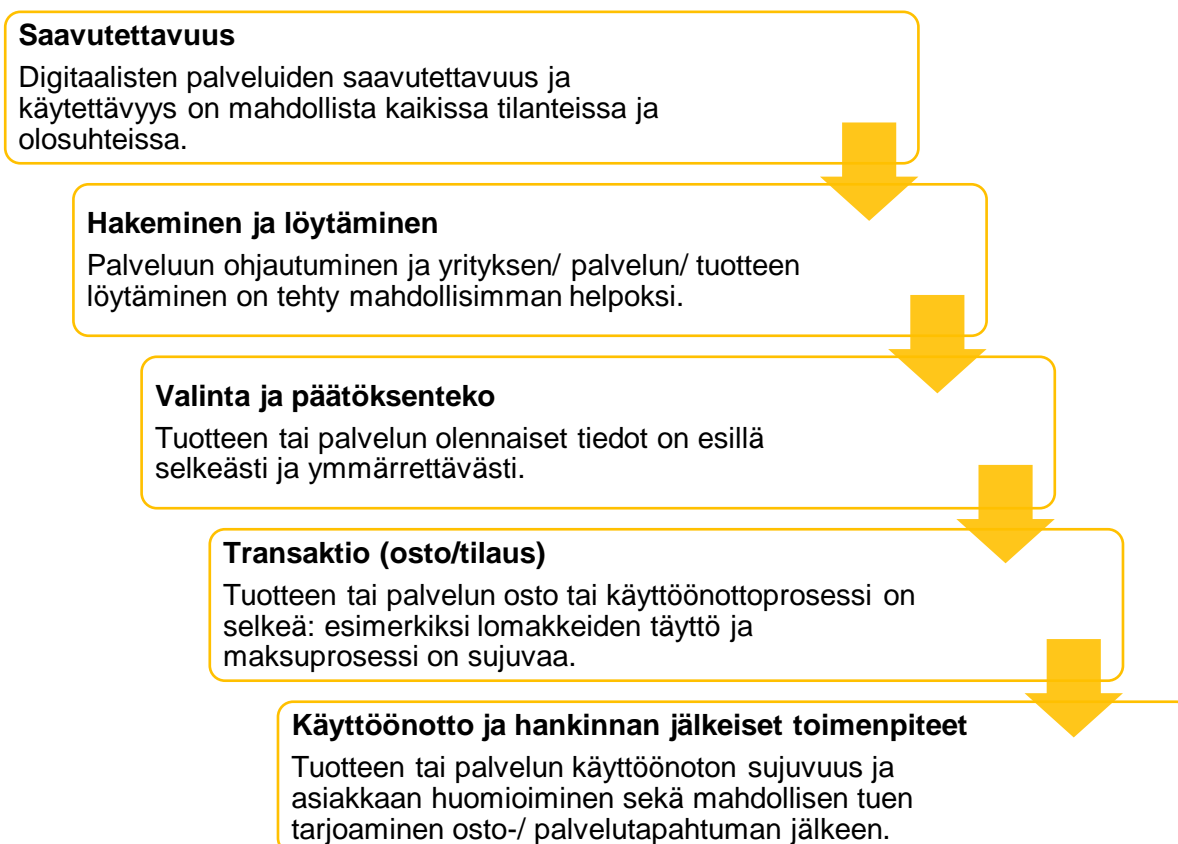 Saavutettavuus
Digitaalisten palveluiden saavutettavuus ja
käytettävyys on mahdollista kaikissa tilanteissa ja
olosuhteissa.
Hakeminen ja löytäminen
Palveluun ohjautuminen ja yrityksen/ palvelun/ tuotteen
löytäminen on tehty mahdollisimman helpoksi.
Valinta ja päätöksenteko
Tuotteen tai palvelun olennaiset tiedot on esillä
selkeästi ja ymmärrettävästi.
Transaktio (osto/tilaus)
Tuotteen tai palvelun osto tai käyttöönottoprosessi on
selkeä: esimerkiksi lomakkeiden täyttö ja
maksuprosessi on sujuvaa.
Käyttöönotto ja hankinnan jälkeiset toimenpiteet
Tuotteen tai palvelun käyttöönoton sujuvuus ja
asiakkaan huomioiminen sekä mahdollisen tuen
tarjoaminen osto-/ palvelutapahtuman jälkeen.